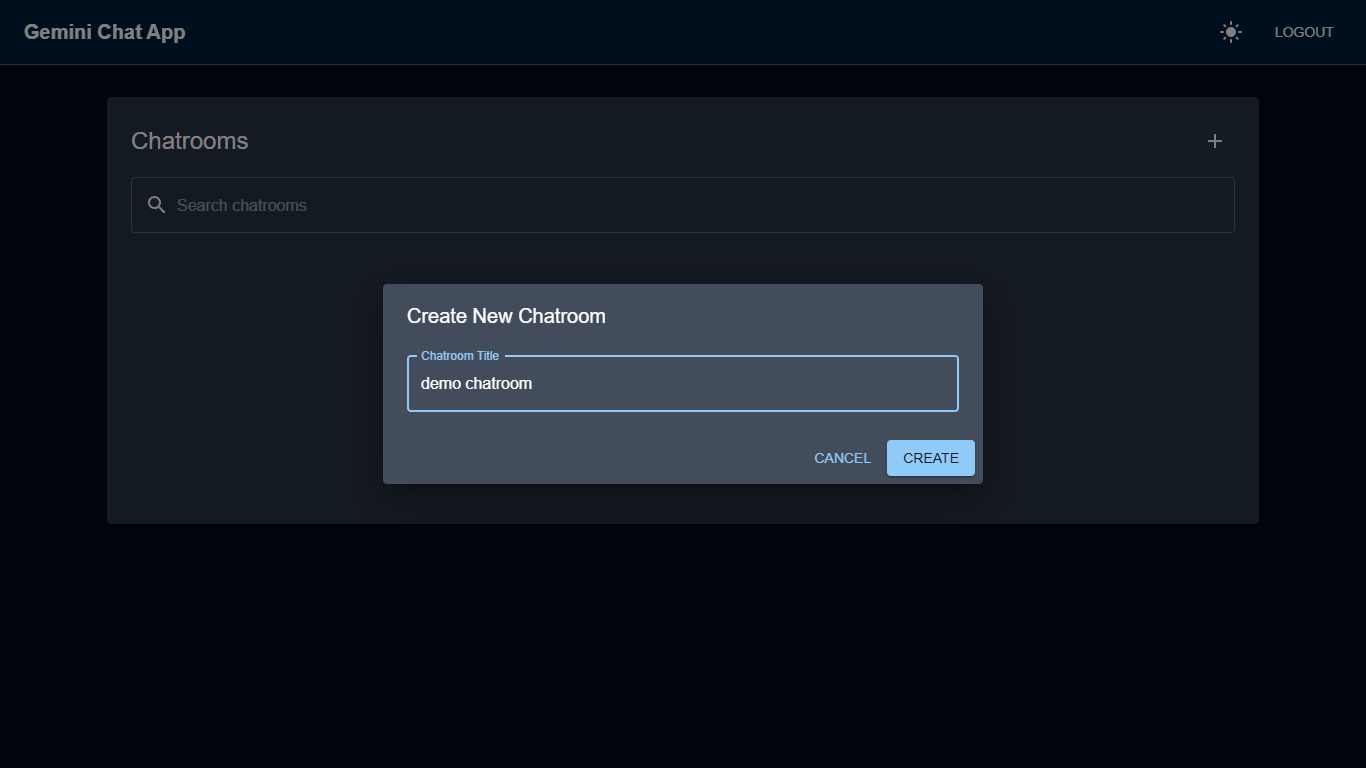 Gemini Chat App
LOGOUT
Chatrooms
Search chatrooms
Create New Chatroom
Chatroom Title
demo chatroom
CANCEL
CREATE